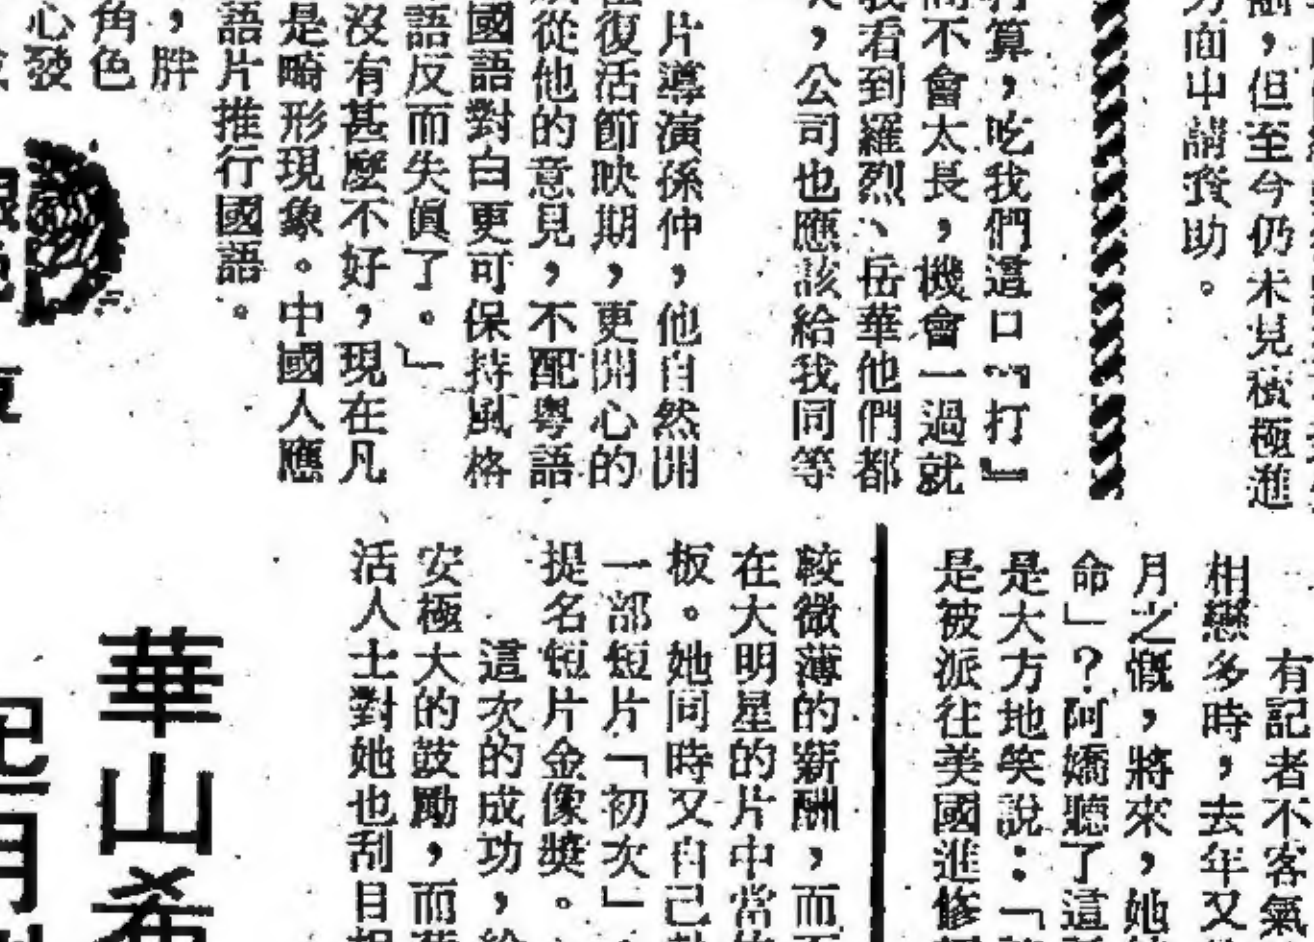 劃，但至今仍未見積極進
方面申請資助。
打算，吃我們這口『打』
不會太長，機會一過就
我看到羅烈、岳華他們都
，公司也應該給我同等
片導演孫仲，他自然開
復活節映期，更開心的
從他的意見，不配粵語
國語對白更可保持風格
語反而失真了。」
沒有甚麼不好，現在凡
是畸形現象。中國人應
語片推行國語。
，胖
角色
心發
有記者不客氣
相戀多時，去年又
月之慨，將來，她
命」？阿嬌聽了這
是大方地笑說：「
是被派往美國進修
較微薄的薪酬，而
在大明星的片中當
板。她同時又自己
一部短片「初次」
提名短片金像獎。
這次的成功，給
安極大的鼓勵，而
活人士對她也刮目相
華山希